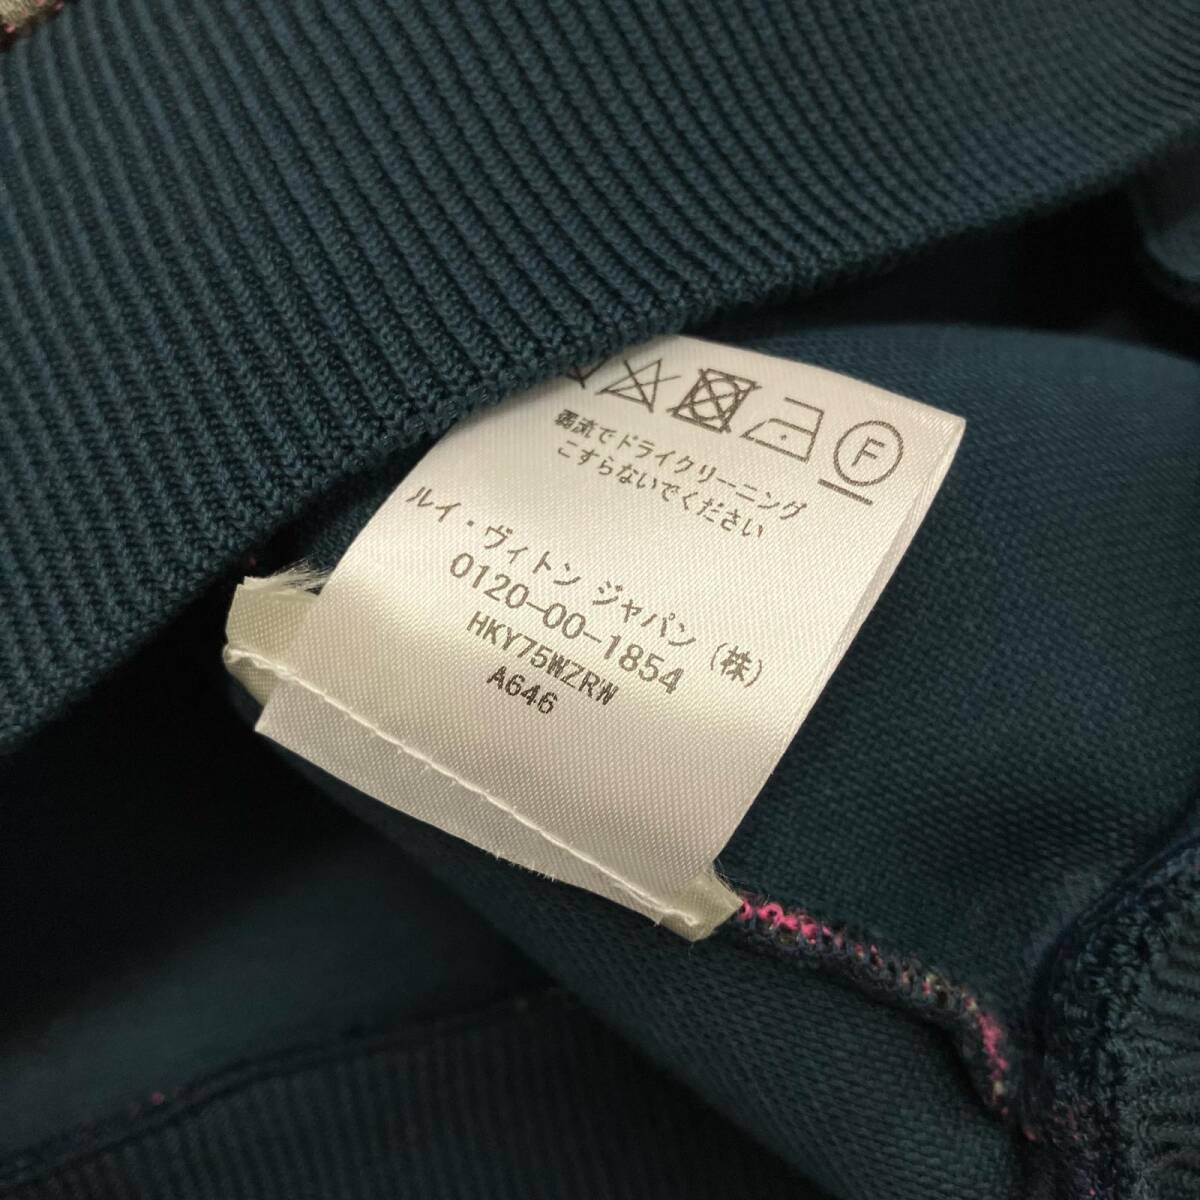 F
弱流でドライクリーニング
こすらないでください
ルイ・ヴィトン ジャパン (株)
0120-00-1854
HKY75WZRW
A646